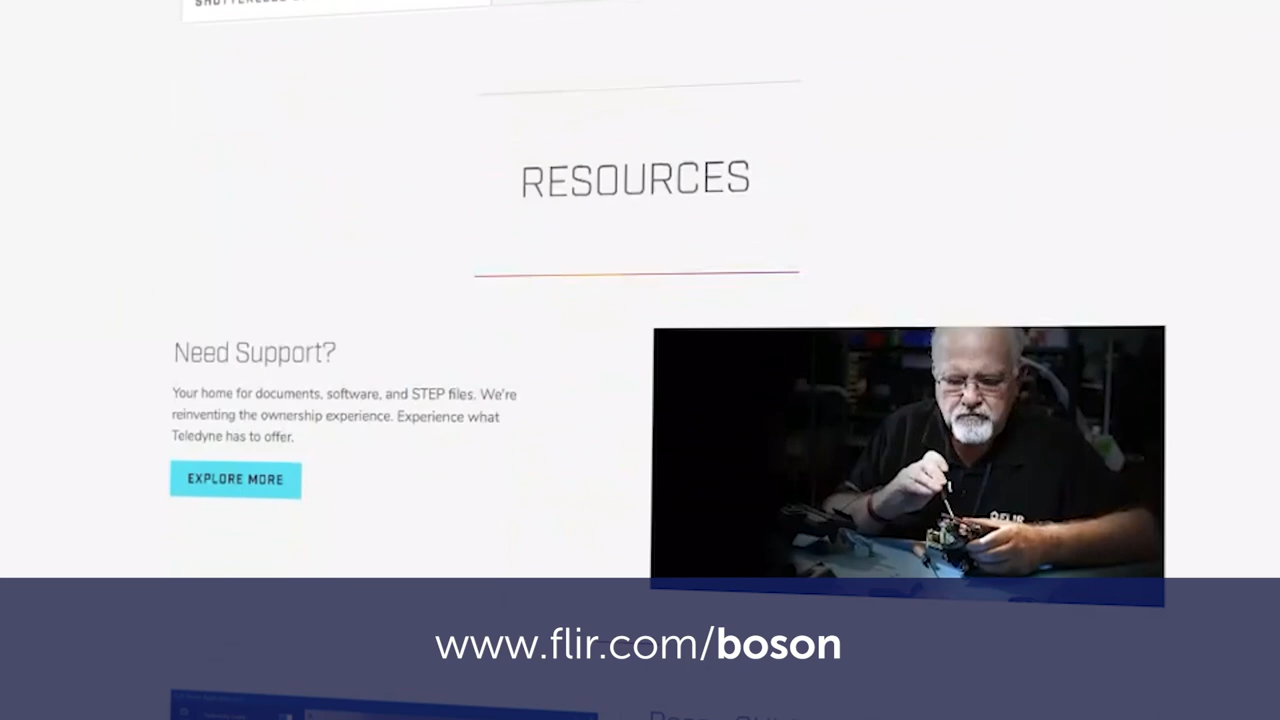 RESOURCES
Need Support?
Your home for documents, software, and STEP files. We're
reinventing the ownership experience. Experience what
Teledyne has to offer.
EXPLORE MORE
FLIR
www.flir.com/boson